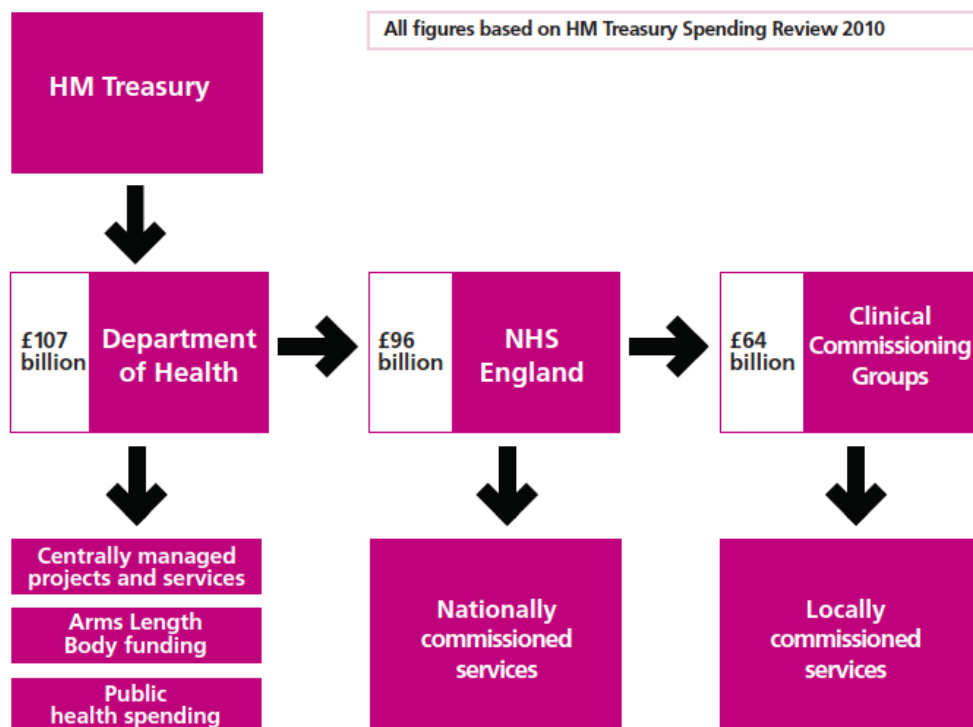 All figures based on HM Treasury Spending Review 2010
HM Treasury
£107
billion
Department
of Health
£96
billion
NHS
England
£64
billion
Clinical
Commissioning
Groups
Centrally managed
projects and services
Arms Length
Body funding
Public
health spending
Nationally
commissioned
services
Locally
commissioned
services